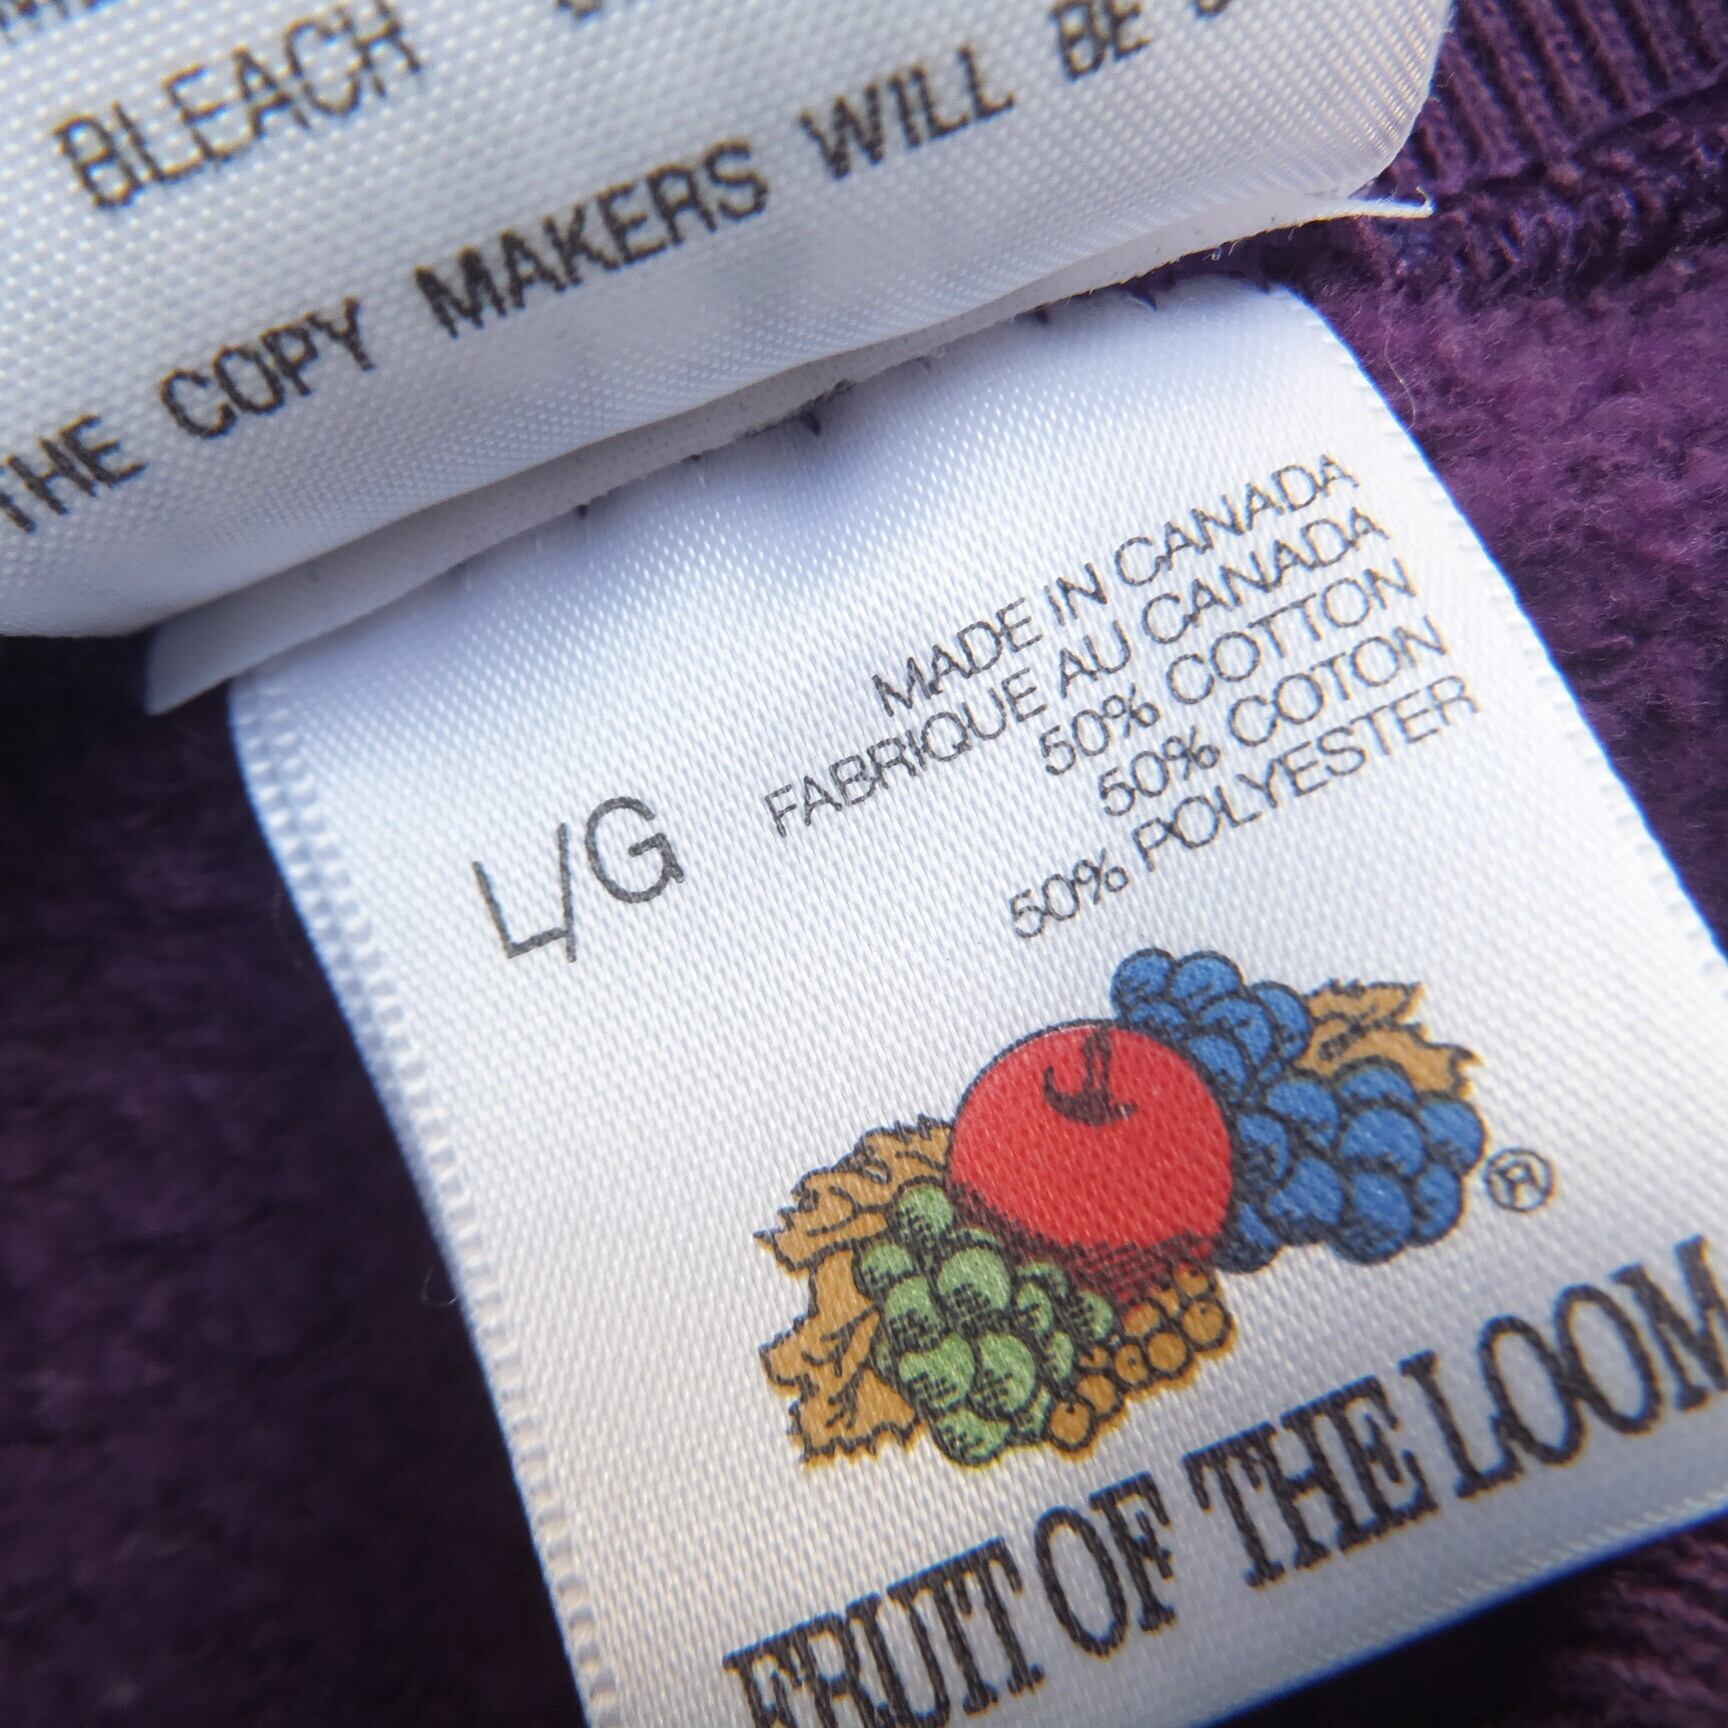 BLEACH
THE COPY MAKERS WILL BE
MADE IN CANADA
FABRIQUE AU CANADA
50% COTTON
50% COTON
50% POLYESTER
L/G
®
FRUIT OF THE LOOM